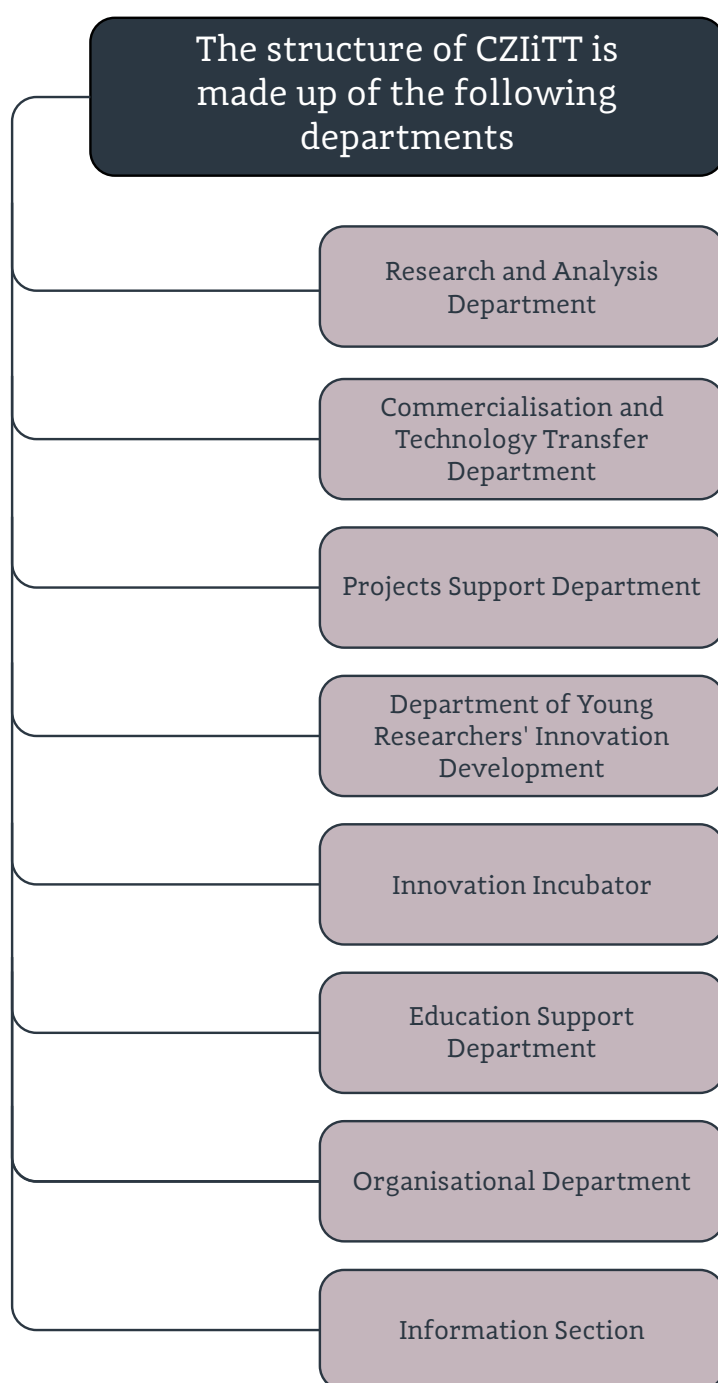 The structure of CZIiTT is
made up of the following
departments
Research and Analysis
Department
Commercialisation and
Technology Transfer
Department
Projects Support Department
Department of Young
Researchers' Innovation
Development
Innovation Incubator
Education Support
Department
Organisational Department
Information Section